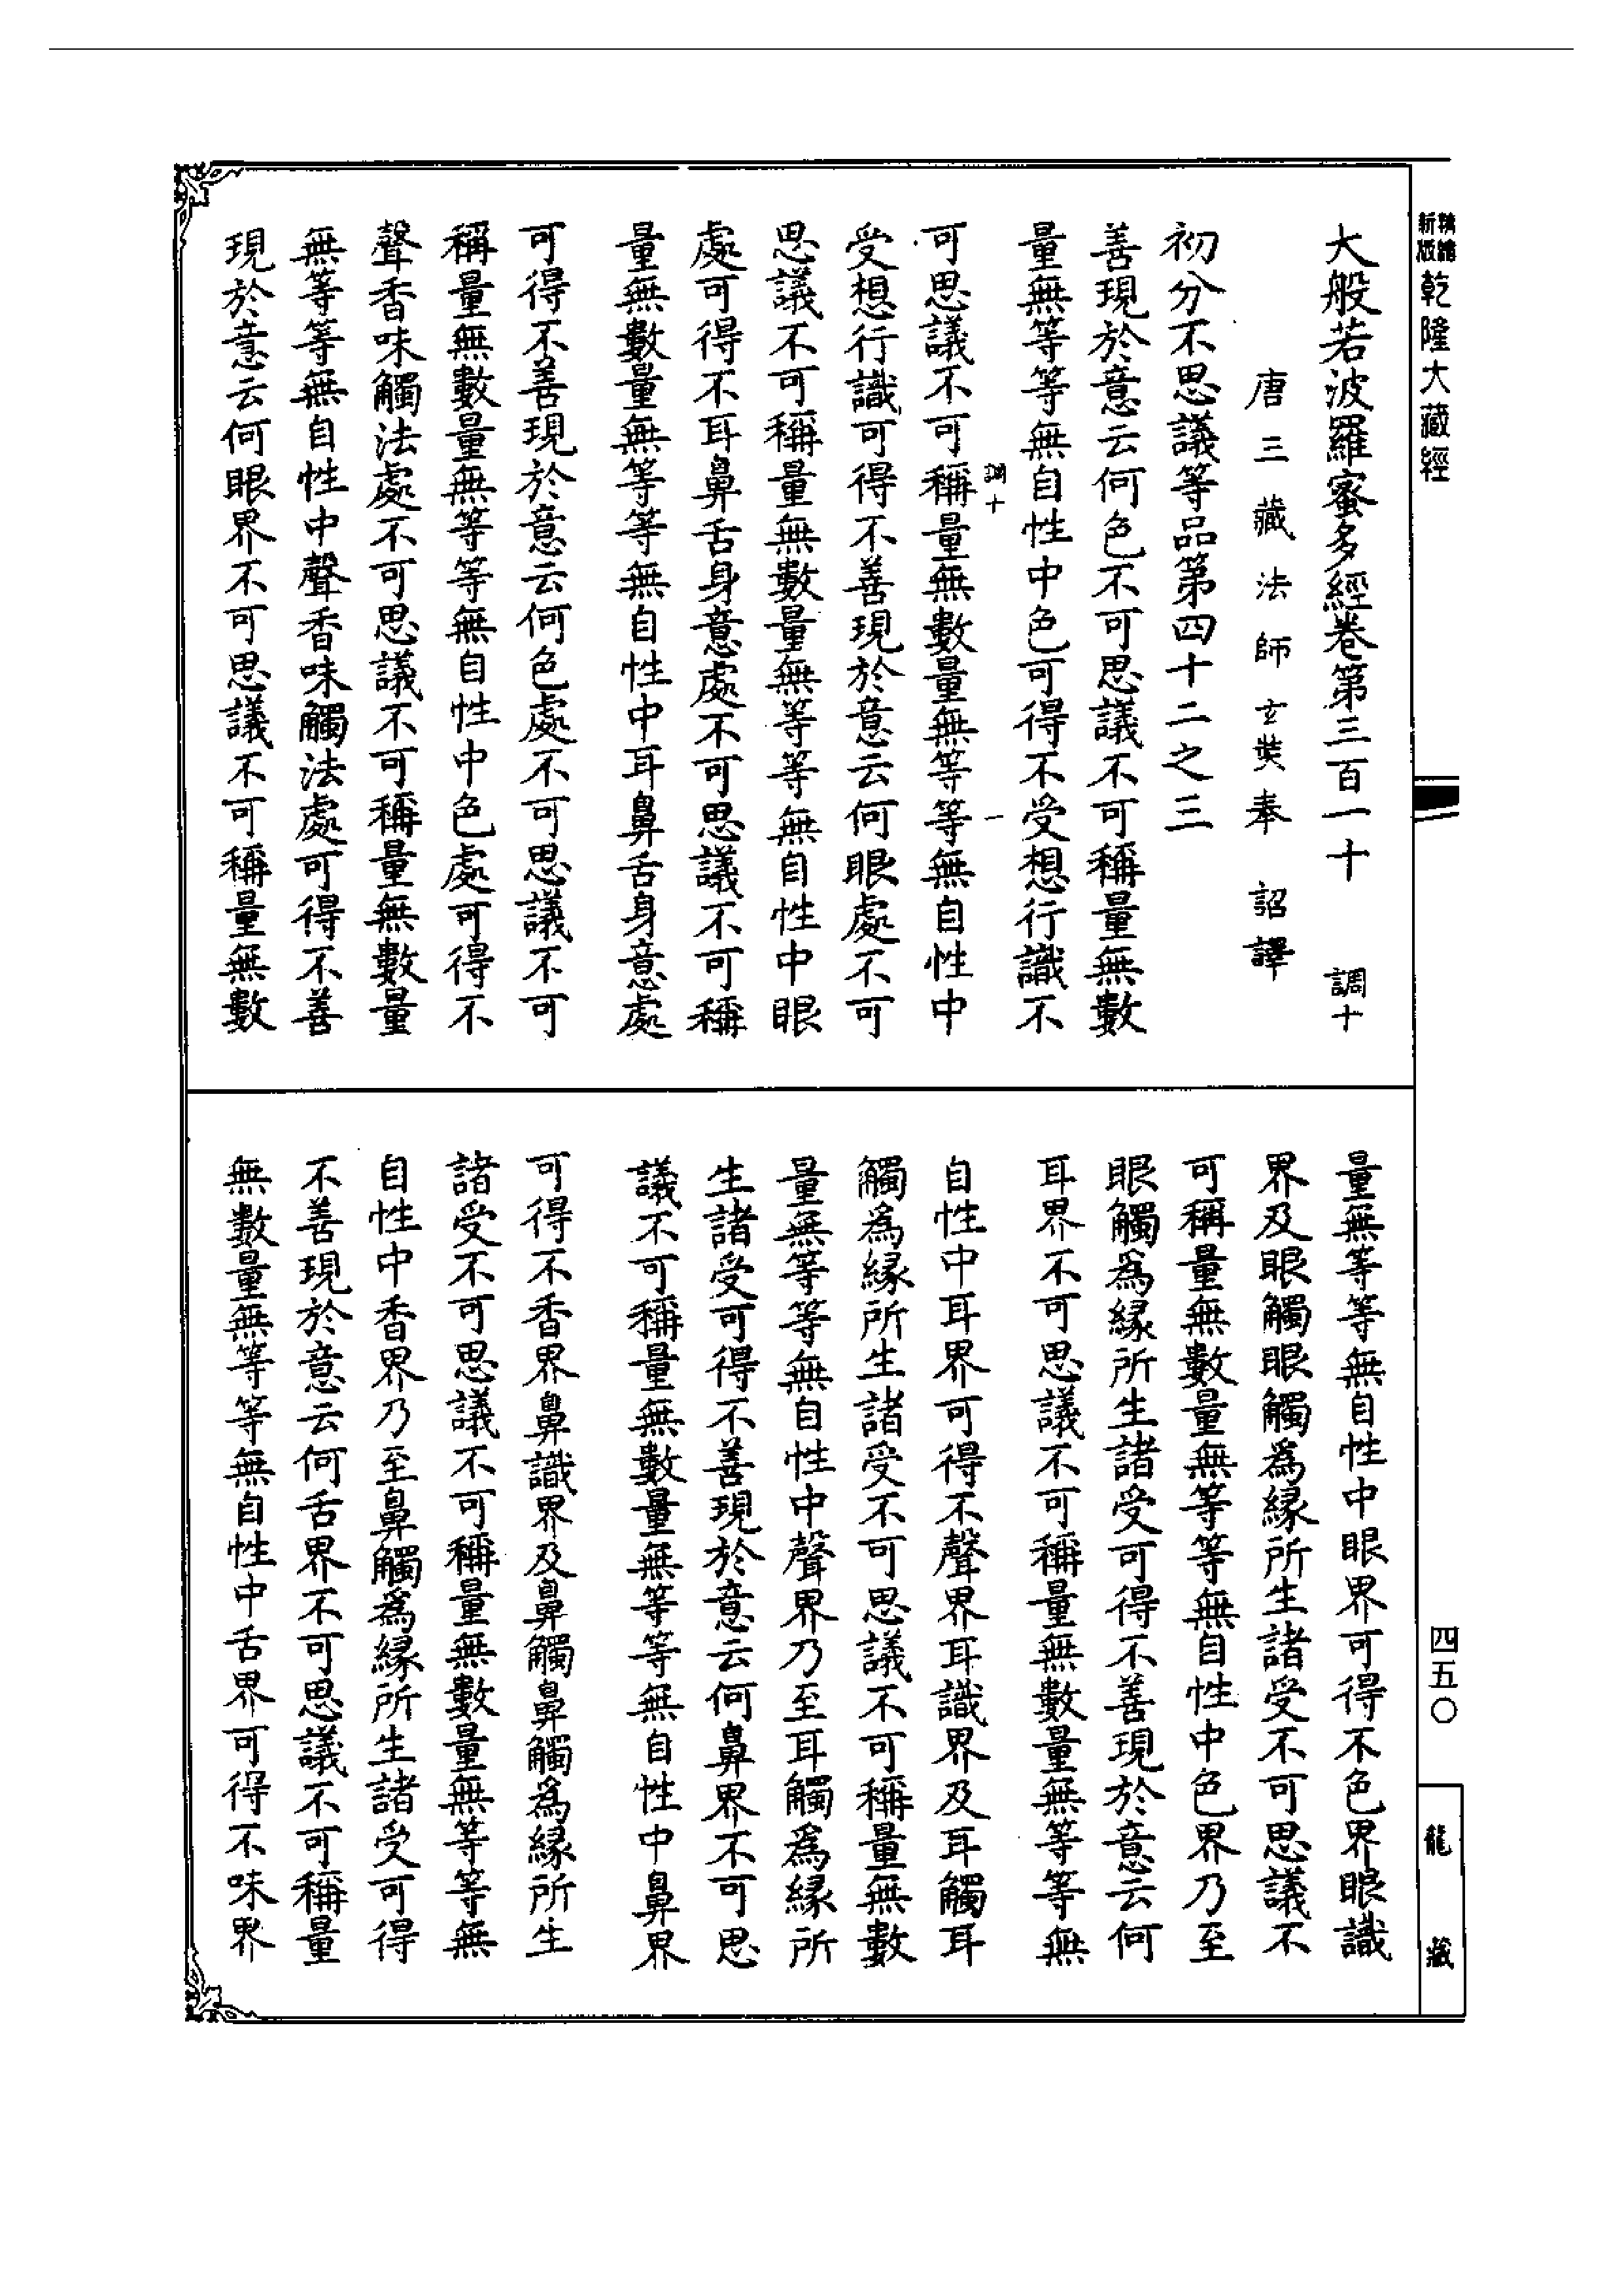 精繕新版乾隆大藏經
大般若波羅蜜多經卷第三百一十 調十
唐三藏法師玄奘奉 詔譯
初分不思議等品第四十二之三
善現於意云何色不可思議不可稱量無數
量無等等無自性中色可得不受想行識不
調十 一
可思議不可稱量無數量無等等無自性中
受想行識可得不善現於意云何眼處不可
思議不可稱量無數量無等等無自性中眼
處可得不耳鼻舌身意處不可思議不可稱
量無數量無等等無自性中耳鼻舌身意處
可得不善現於意云何色處不可思議不可
稱量無數量無等等無自性中色處可得不
聲香味觸法處不可思議不可稱量無數量
無等等無自性中聲香味觸法處可得不善
現於意云何眼界不可思議不可稱量無數
量無等等無自性中眼界可得不色界眼識
界及眼觸眼觸為緣所生諸受不可思議不
可稱量無數量無等等無自性中色界乃至
眼觸為緣所生諸受可得不善現於意云何
耳界不可思議不可稱量無數量無等等無
自性中耳界可得不聲界耳識界及耳觸耳
觸為緣所生諸受不可思議不可稱量無數
量無等等無自性中聲界乃至耳觸為緣所
生諸受可得不善現於意云何鼻界不可思
議不可稱量無數量無等等無自性中鼻界
可得不香界鼻識界及鼻觸鼻觸為緣所生
諸受不可思議不可稱量無數量無等等無
自性中香界乃至鼻觸為緣所生諸受可得
不善現於意云何舌界不可思議不可稱量
無數量無等等無自性中舌界可得不味界
四五〇
龍藏